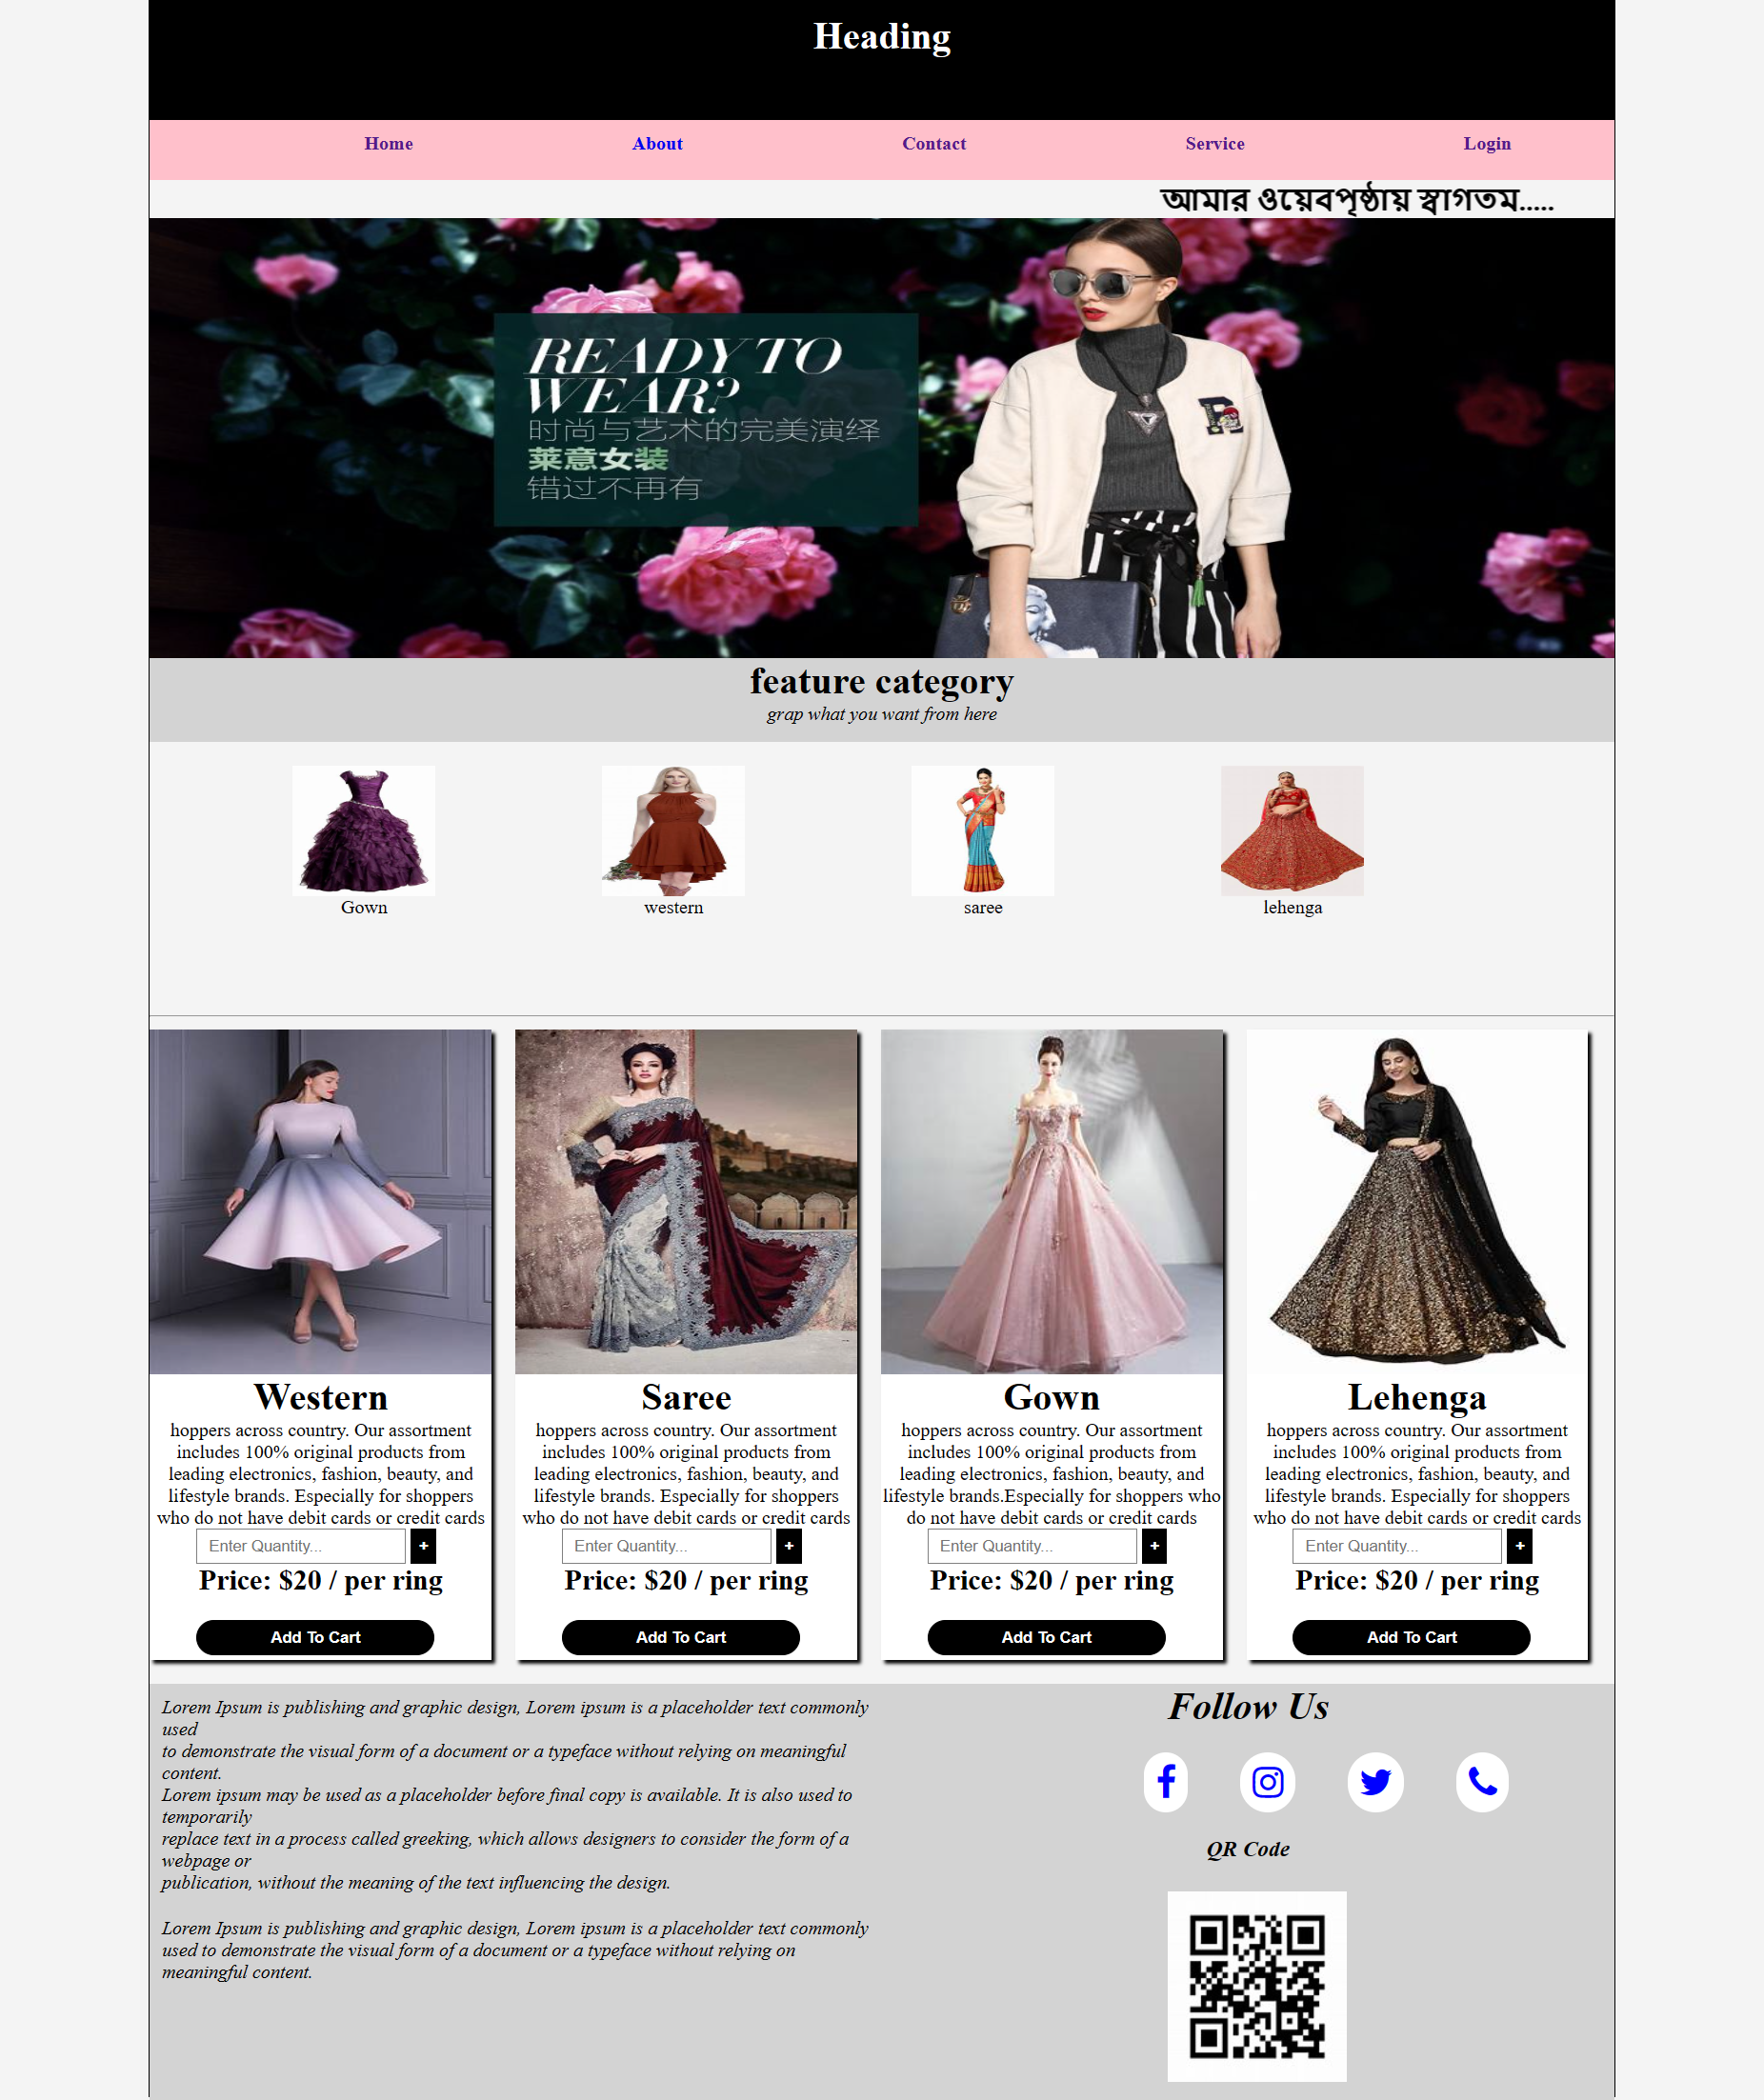 Heading
Home About Contact Service Login
আমার ওয়েবপৃষ্ঠায় স্বাগতম.....
READY TO
WEAR?
时尚与艺术的完美演绎
莱意女装
错过不再有
feature category
grap what you want from here
Gown western saree lehenga
Western
hoppers across country. Our assortment
includes 100% original products from
leading electronics, fashion, beauty, and
lifestyle brands. Especially for shoppers
who do not have debit cards or credit cards
Enter Quantity... +
Price: $20 / per ring
Add To Cart
Saree
hoppers across country. Our assortment
includes 100% original products from
leading electronics, fashion, beauty, and
lifestyle brands. Especially for shoppers
who do not have debit cards or credit cards
Enter Quantity... +
Price: $20 / per ring
Add To Cart
Gown
hoppers across country. Our assortment
includes 100% original products from
leading electronics, fashion, beauty, and
lifestyle brands.Especially for shoppers who
do not have debit cards or credit cards
Enter Quantity... +
Price: $20 / per ring
Add To Cart
Lehenga
hoppers across country. Our assortment
includes 100% original products from
leading electronics, fashion, beauty, and
lifestyle brands. Especially for shoppers
who do not have debit cards or credit cards
Enter Quantity... +
Price: $20 / per ring
Add To Cart
Lorem Ipsum is publishing and graphic design, Lorem ipsum is a placeholder text commonly
used
to demonstrate the visual form of a document or a typeface without relying on meaningful
content.
Lorem ipsum may be used as a placeholder before final copy is available. It is also used to
temporarily
replace text in a process called greeking, which allows designers to consider the form of a
webpage or
publication, without the meaning of the text influencing the design.
Lorem Ipsum is publishing and graphic design, Lorem ipsum is a placeholder text commonly
used to demonstrate the visual form of a document or a typeface without relying on
meaningful content.
Follow Us
QR Code